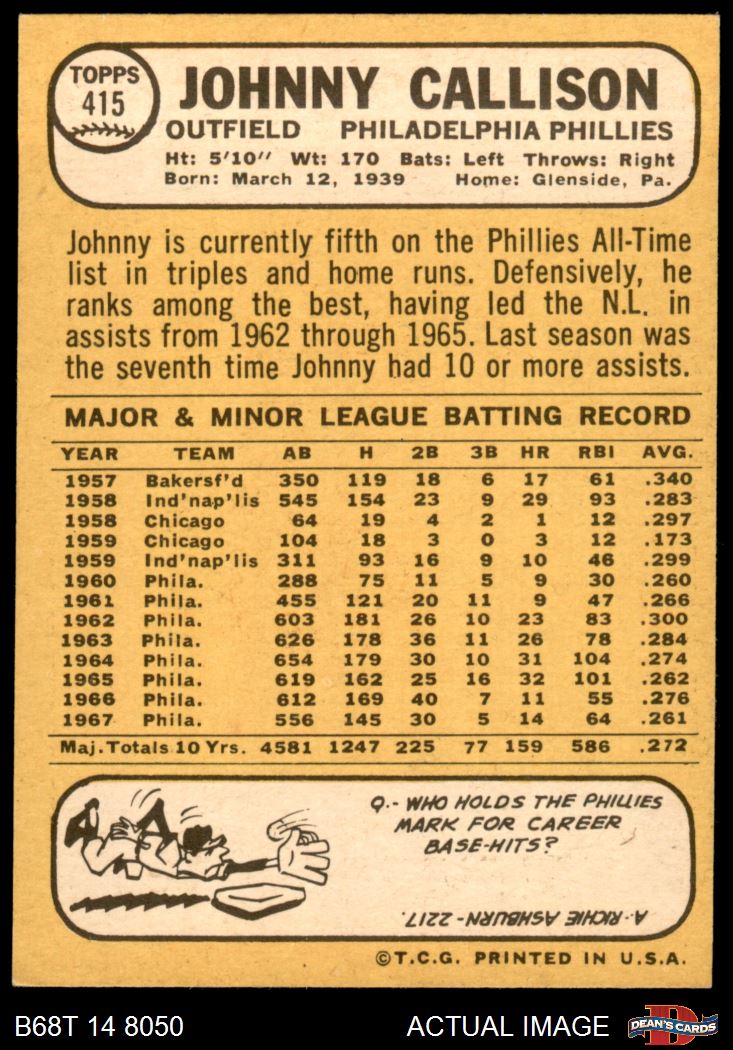 TOPPS
415
JOHNNY CALLISON
OUTFIELD PHILADELPHIA PHILLIES
Ht: 5'10" Wt: 170 Bats: Left Throws: Right
Born: March 12, 1939 Home: Glenside, Pa.
Johnny is currently fifth on the Phillies All-Time
list in triples and home runs. Defensively, he
ranks among the best, having led the N.L. in
assists from 1962 through 1965. Last season was
the seventh time Johnny had 10 or more assists.
MAJOR & MINOR LEAGUE BATTING RECORD
YEAR TEAM AB H 2B 3B HR RBI AVG.
1957 Bakersf'd 350 119 18 6 17 61 .340
1958 Ind'nap'lis 545 154 23 9 29 93 .283
1958 Chicago 64 19 4 2 1 12 .297
1959 Chicago 104 18 3 0 3 12 .173
1959 Ind'nap'lis 311 93 16 9 10 46 .299
1960 Phila. 288 75 11 5 9 30 .260
1961 Phila. 455 121 20 11 9 47 .266
1962 Phila. 603 181 26 10 23 83 .300
1963 Phila. 626 178 36 11 26 78 .284
1964 Phila. 654 179 30 10 31 104 .274
1965 Phila. 619 162 25 16 32 101 .262
1966 Phila. 612 169 40 7 11 55 .276
1967 Phila. 556 145 30 5 14 64 .261
Maj. Totals 10 Yrs. 4581 1247 225 77 159 586 .272
Q.- WHO HOLDS THE PHILLIES
MARK FOR CAREER
BASE-HITS?
A.- RICHIE ASHBURN - 2217.
©T.C.G. PRINTED IN U.S.A.
B68T 14 8050 ACTUAL IMAGE
D
DEAN'S CARDS